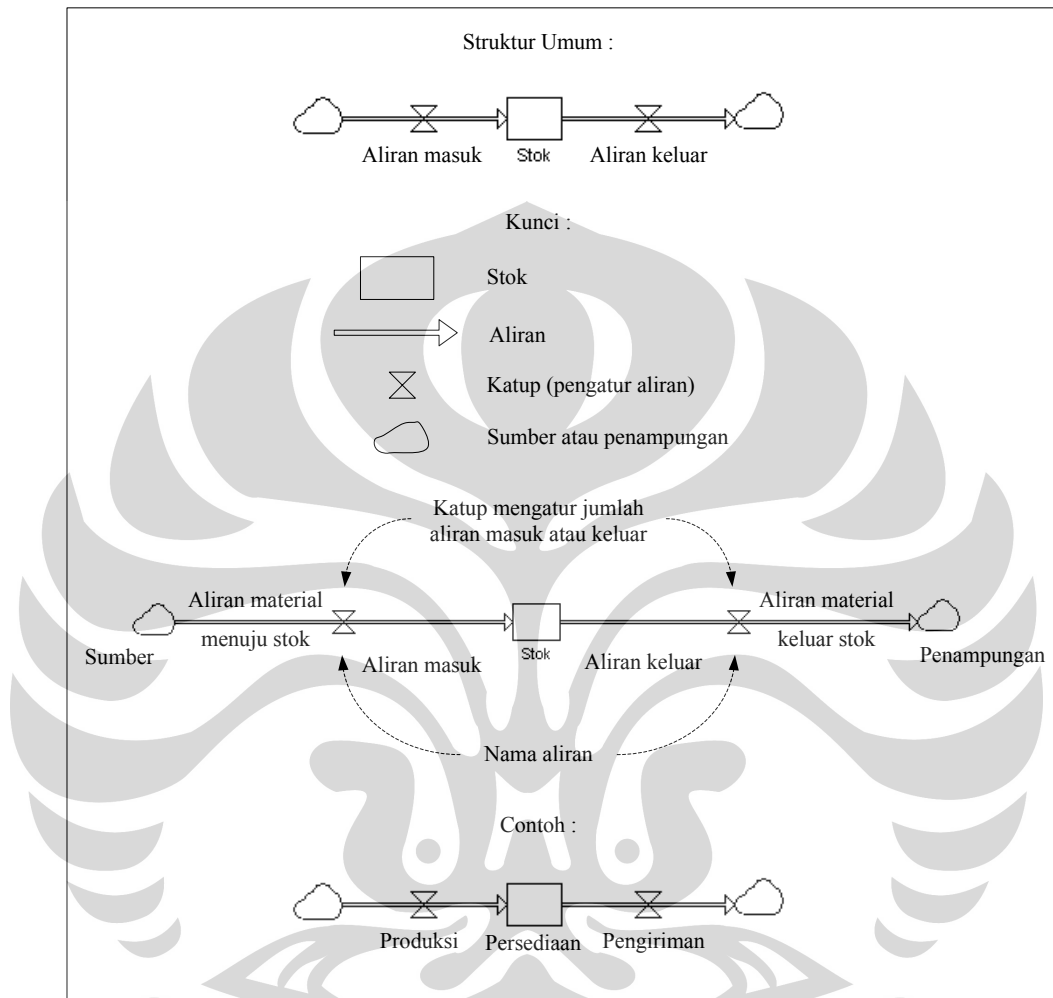 Struktur Umum :
Aliran masuk
Stok
Aliran keluar
Kunci :
Stok
Aliran
Katup (pengatur aliran)
Sumber atau penampungan
Katup mengatur jumlah
aliran masuk atau keluar
Aliran material
menuju stok
Aliran material
keluar stok
Sumber
Aliran masuk
Stok
Aliran keluar
Penampungan
Nama aliran
Contoh :
Produksi
Persediaan
Pengiriman